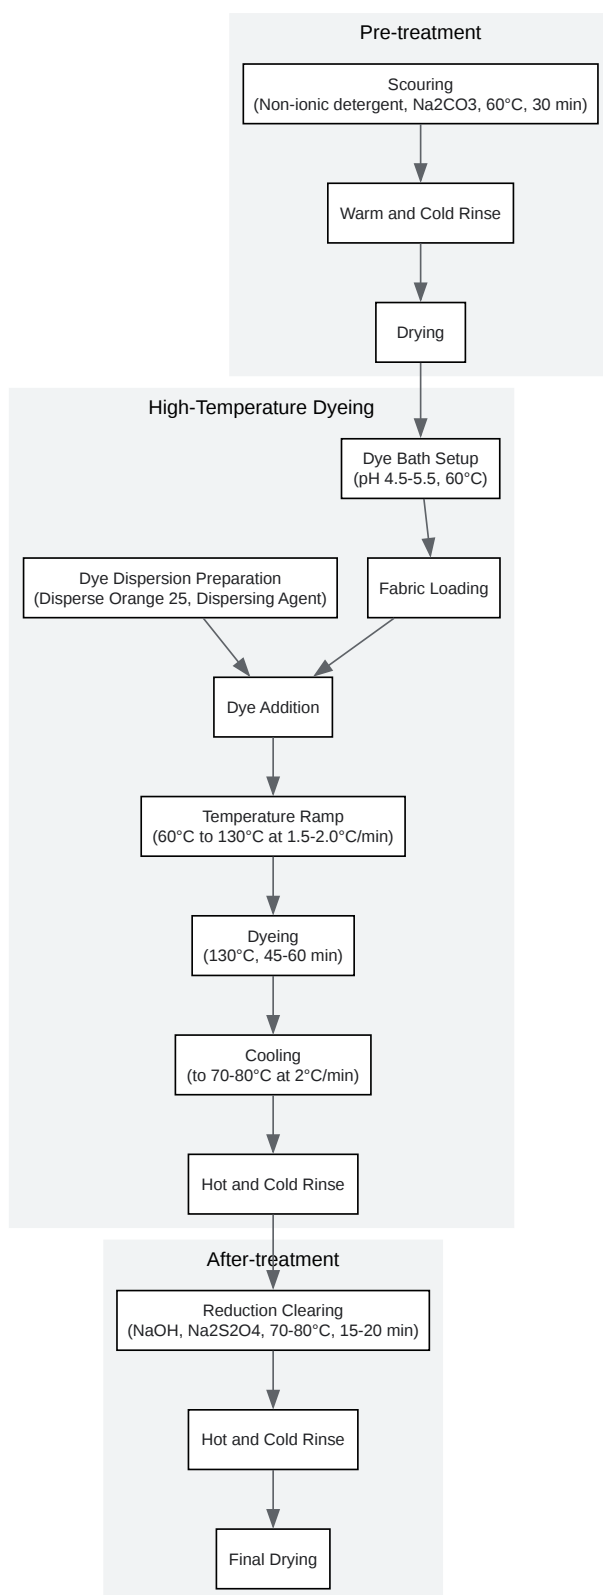 Pre-treatment
Scouring
(Non-ionic detergent, Na2CO3, 60°C, 30 min)
Warm and Cold Rinse
Drying
High-Temperature Dyeing
Dye Bath Setup
(pH 4.5-5.5, 60°C)
Dye Dispersion Preparation
(Disperse Orange 25, Dispersing Agent)
Fabric Loading
Dye Addition
Temperature Ramp
(60°C to 130°C at 1.5-2.0°C/min)
Dyeing
(130°C, 45-60 min)
Cooling
(to 70-80°C at 2°C/min)
Hot and Cold Rinse
After-treatment
Reduction Clearing
(NaOH, Na2S2O4, 70-80°C, 15-20 min)
Hot and Cold Rinse
Final Drying